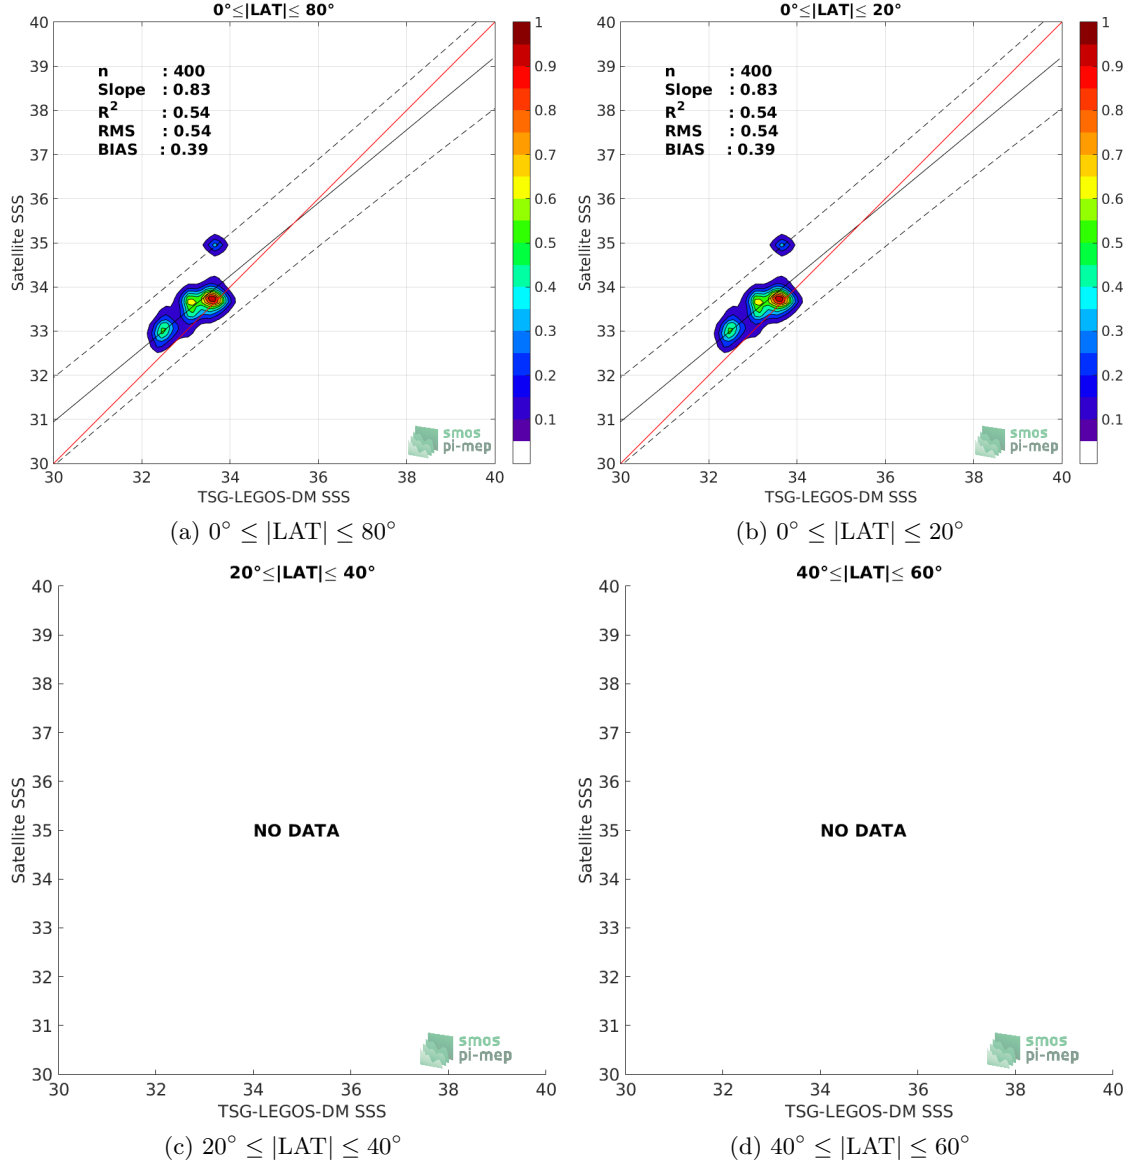 0°≤|LAT|≤ 80°
40
39
38
37
36
35
34
33
32
31
30
Satellite SSS
n : 400
Slope : 0.83
R2 : 0.54
RMS : 0.54
BIAS : 0.39
1
0.9
0.8
0.7
0.6
0.5
0.4
0.3
0.2
0.1
smos
pi-mep
30 32 34 36 38 40
TSG-LEGOS-DM SSS
(a) 0° ≤ |LAT| ≤ 80°
0°≤|LAT|≤ 20°
40
39
38
37
36
35
34
33
32
31
30
Satellite SSS
n : 400
Slope : 0.83
R2 : 0.54
RMS : 0.54
BIAS : 0.39
1
0.9
0.8
0.7
0.6
0.5
0.4
0.3
0.2
0.1
smos
pi-mep
30 32 34 36 38 40
TSG-LEGOS-DM SSS
(b) 0° ≤ |LAT| ≤ 20°
20°≤|LAT|≤ 40°
40
39
38
37
36
35
34
33
32
31
30
Satellite SSS
NO DATA
smos
pi-mep
30 32 34 36 38 40
TSG-LEGOS-DM SSS
(c) 20° ≤ |LAT| ≤ 40°
40°≤|LAT|≤ 60°
40
39
38
37
36
35
34
33
32
31
30
Satellite SSS
NO DATA
smos
pi-mep
30 32 34 36 38 40
TSG-LEGOS-DM SSS
(d) 40° ≤ |LAT| ≤ 60°